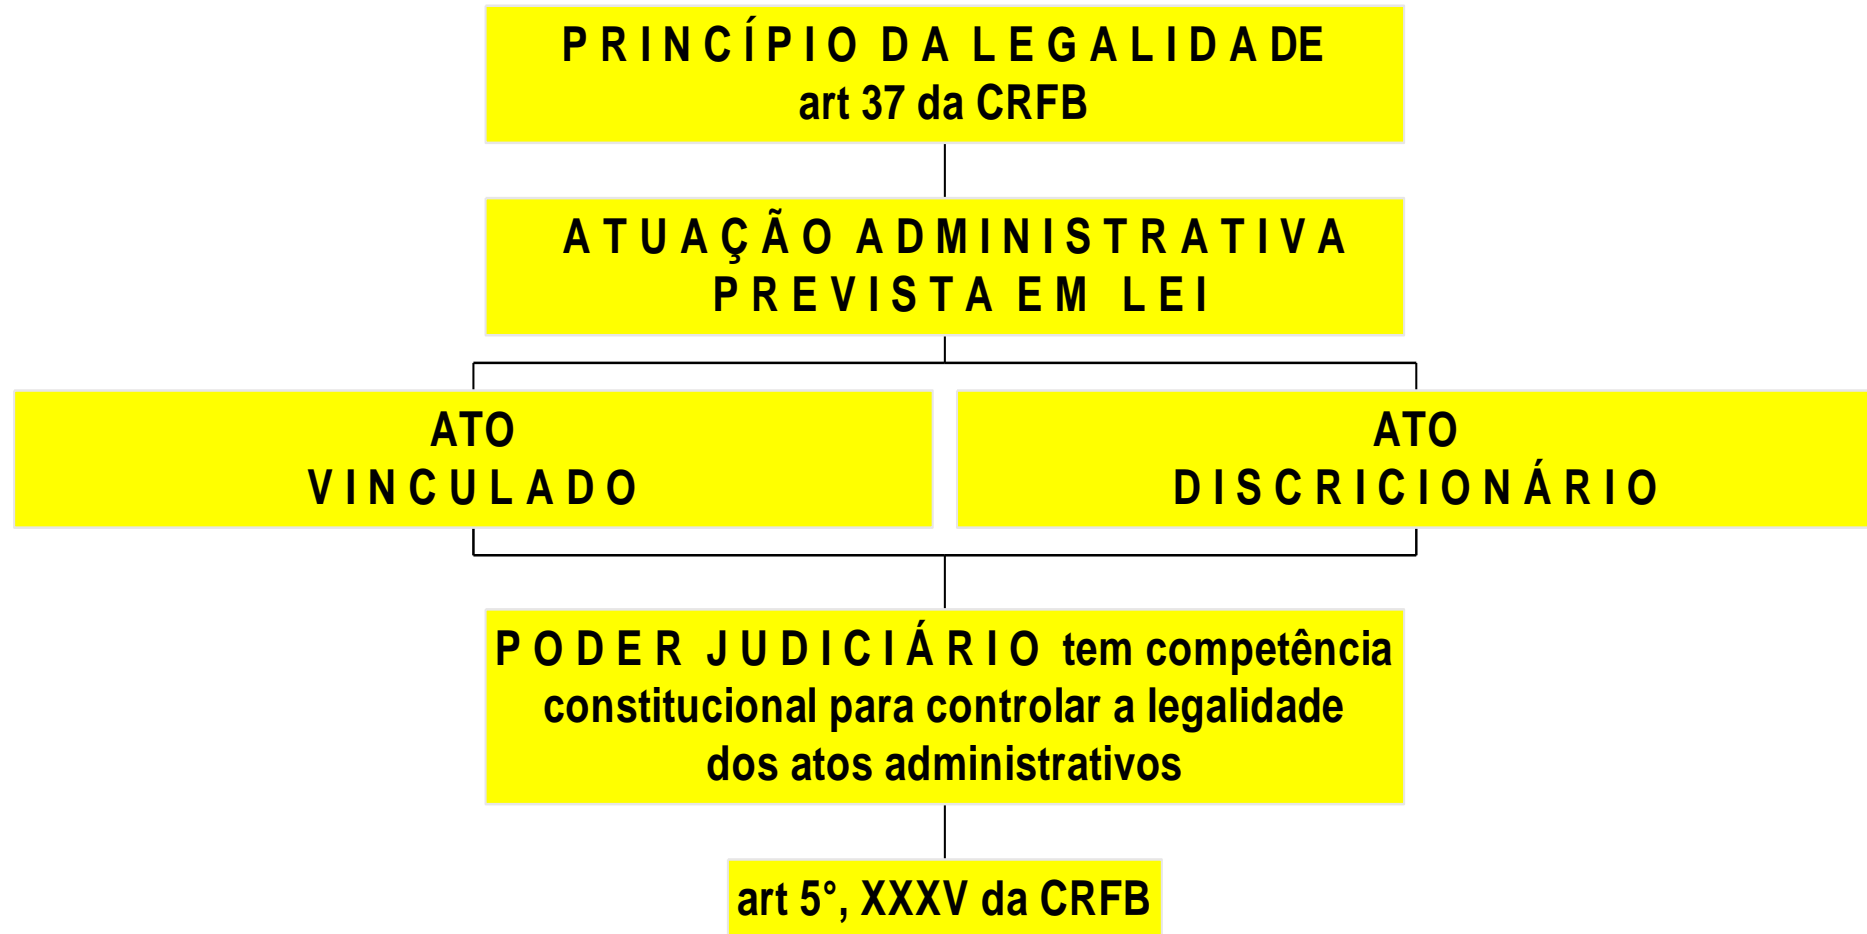 PRINCÍPIO DA LEGALIDADE
art 37 da CRFB
ATUAÇÃO ADMINISTRATIVA
PREVISTA EM LEI
ATO
VINCULADO
ATO
DISCRICIONÁRIO
PODER JUDICIÁRIO tem competência
constitucional para controlar a legalidade
dos atos administrativos
art 5°, XXXV da CRFB